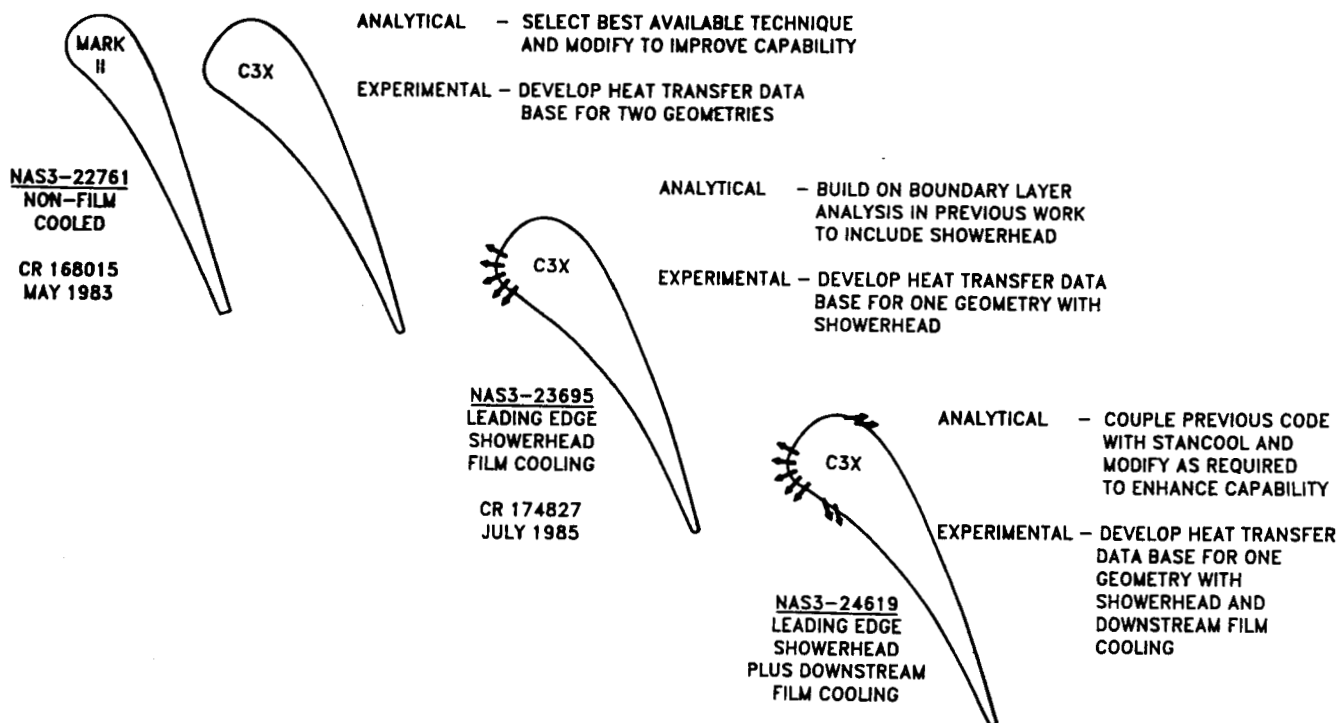 MARK
II
C3X
ANALYTICAL - SELECT BEST AVAILABLE TECHNIQUE
AND MODIFY TO IMPROVE CAPABILITY
EXPERIMENTAL - DEVELOP HEAT TRANSFER DATA
BASE FOR TWO GEOMETRIES
NAS3-22761
NON-FILM
COOLED
CR 168015
MAY 1983
ANALYTICAL - BUILD ON BOUNDARY LAYER
ANALYSIS IN PREVIOUS WORK
TO INCLUDE SHOWERHEAD
EXPERIMENTAL - DEVELOP HEAT TRANSFER DATA
BASE FOR ONE GEOMETRY WITH
SHOWERHEAD
C3X
NAS3-23695
LEADING EDGE
SHOWERHEAD
FILM COOLING
CR 174827
JULY 1985
ANALYTICAL - COUPLE PREVIOUS CODE
WITH STANCOOL AND
MODIFY AS REQUIRED
TO ENHANCE CAPABILITY
EXPERIMENTAL - DEVELOP HEAT TRANSFER
DATA BASE FOR ONE
GEOMETRY WITH
SHOWERHEAD AND
DOWNSTREAM FILM
COOLING
C3X
NAS3-24619
LEADING EDGE
SHOWERHEAD
PLUS DOWNSTREAM
FILM COOLING